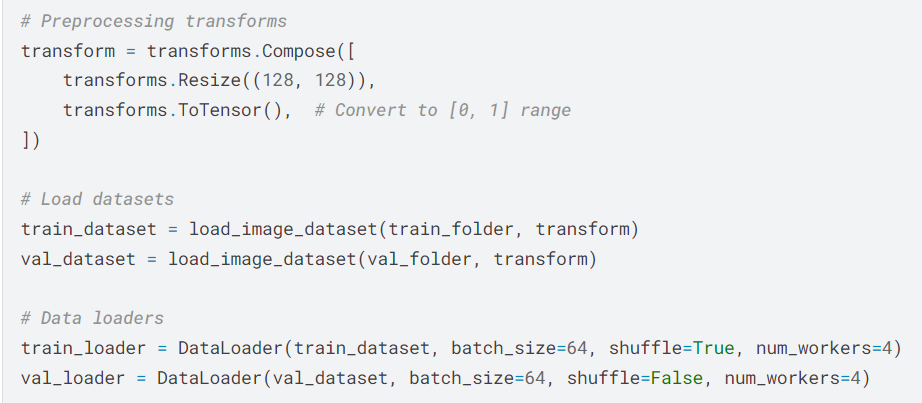 # Preprocessing transforms
transform = transforms.Compose([
    transforms.Resize((128, 128)),
    transforms.ToTensor(),  # Convert to [0, 1] range
])

# Load datasets
train_dataset = load_image_dataset(train_folder, transform)
val_dataset = load_image_dataset(val_folder, transform)

# Data loaders
train_loader = DataLoader(train_dataset, batch_size=64, shuffle=True, num_workers=4)
val_loader = DataLoader(val_dataset, batch_size=64, shuffle=False, num_workers=4)